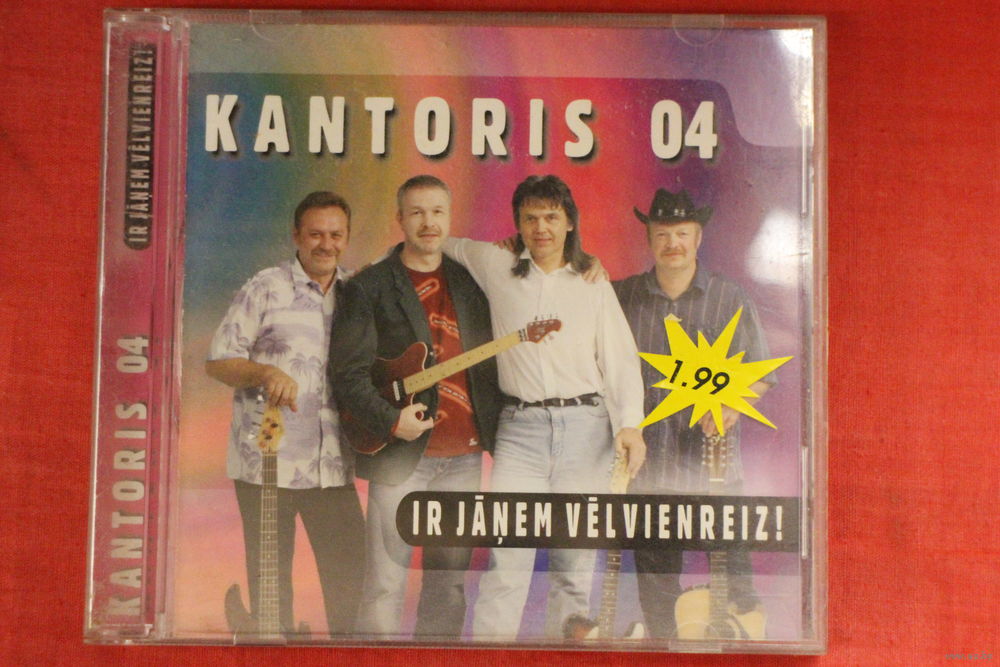 KANTORIS 04
1.99
IR JĀŅEM VĒLVIENREIZ!
IR JĀŅEM VĒLVIENREIZ!
KANTORIS 04